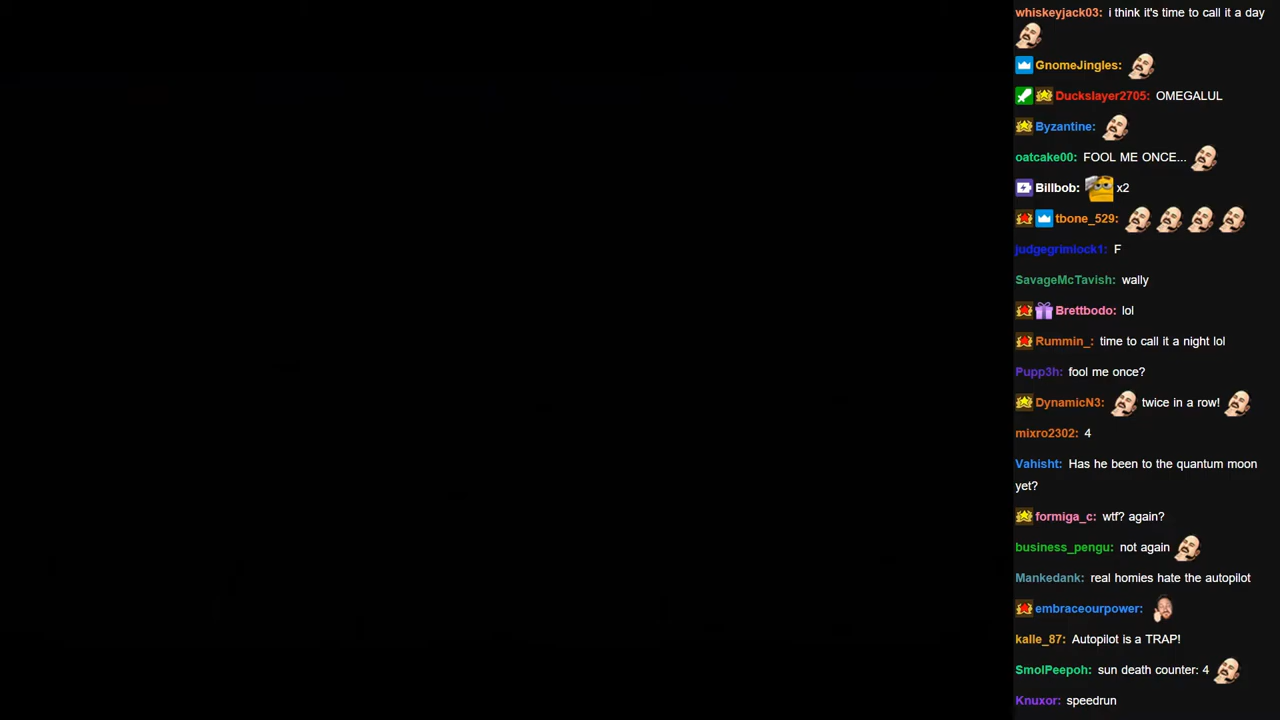 whiskeyjack03: i think it's time to call it a day
GnomeJingles:
Duckslayer2705: OMEGALUL
Byzantine:
oatcake00: FOOL ME ONCE...
Billbob: x2
tbone_529:
judgegrimlock1: F
SavageMcTavish: wally
Brettbodo: lol
Rummin_: time to call it a night lol
Pupp3h: fool me once?
DynamicN3: twice in a row!
mixro2302: 4
Vahisht: Has he been to the quantum moon
yet?
formiga_c: wtf? again?
business_pengu: not again
Mankedank: real homies hate the autopilot
embraceourpower:
kalle_87: Autopilot is a TRAP!
SmolPeepoh: sun death counter: 4
Knuxor: speedrun